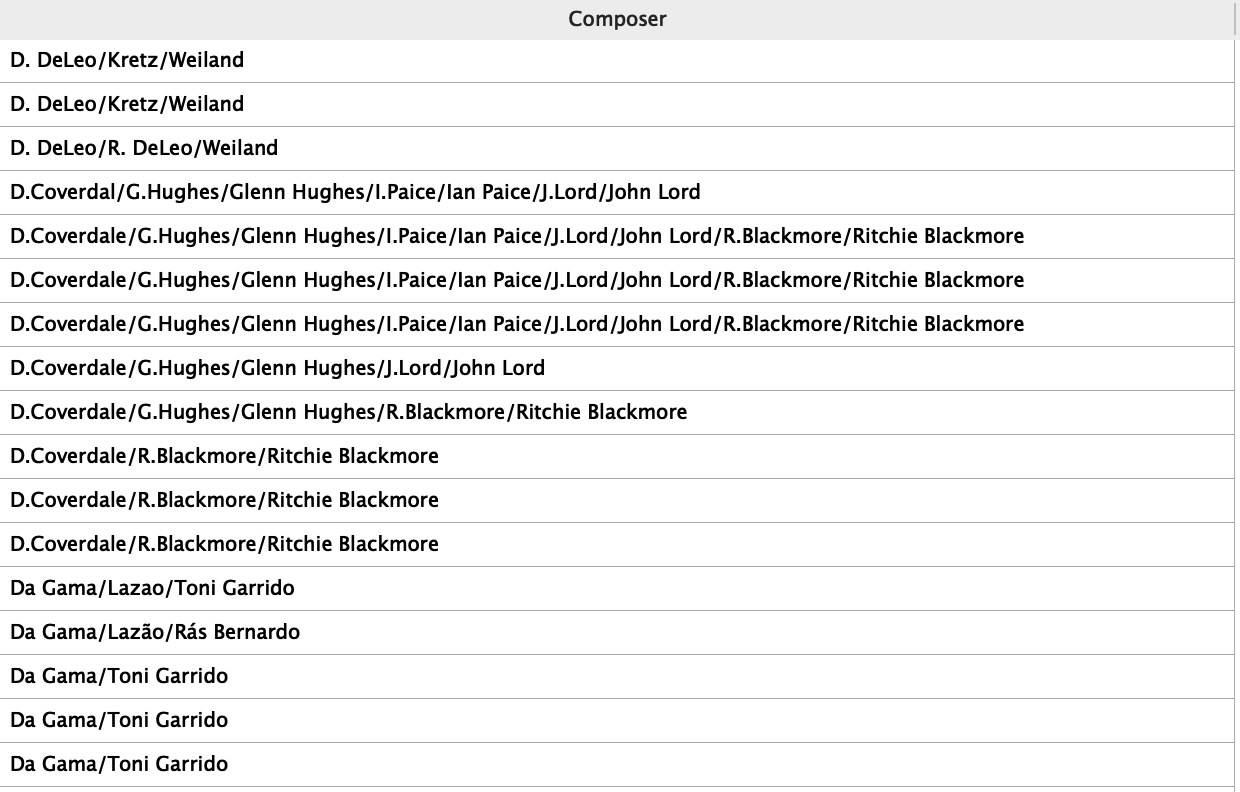 Composer
D. DeLeo/Kretz/Weiland
D. DeLeo/Kretz/Weiland
D. DeLeo/R. DeLeo/Weiland
D.Coverdal/G.Hughes/Glenn Hughes/I.Paice/Ian Paice/J.Lord/John Lord
D.Coverdale/G.Hughes/Glenn Hughes/I.Paice/Ian Paice/J.Lord/John Lord/R.Blackmore/Ritchie Blackmore
D.Coverdale/G.Hughes/Glenn Hughes/I.Paice/Ian Paice/J.Lord/John Lord/R.Blackmore/Ritchie Blackmore
D.Coverdale/G.Hughes/Glenn Hughes/I.Paice/Ian Paice/J.Lord/John Lord/R.Blackmore/Ritchie Blackmore
D.Coverdale/G.Hughes/Glenn Hughes/J.Lord/John Lord
D.Coverdale/G.Hughes/Glenn Hughes/R.Blackmore/Ritchie Blackmore
D.Coverdale/R.Blackmore/Ritchie Blackmore
D.Coverdale/R.Blackmore/Ritchie Blackmore
D.Coverdale/R.Blackmore/Ritchie Blackmore
Da Gama/Lazao/Toni Garrido
Da Gama/Lazão/Rás Bernardo
Da Gama/Toni Garrido
Da Gama/Toni Garrido
Da Gama/Toni Garrido